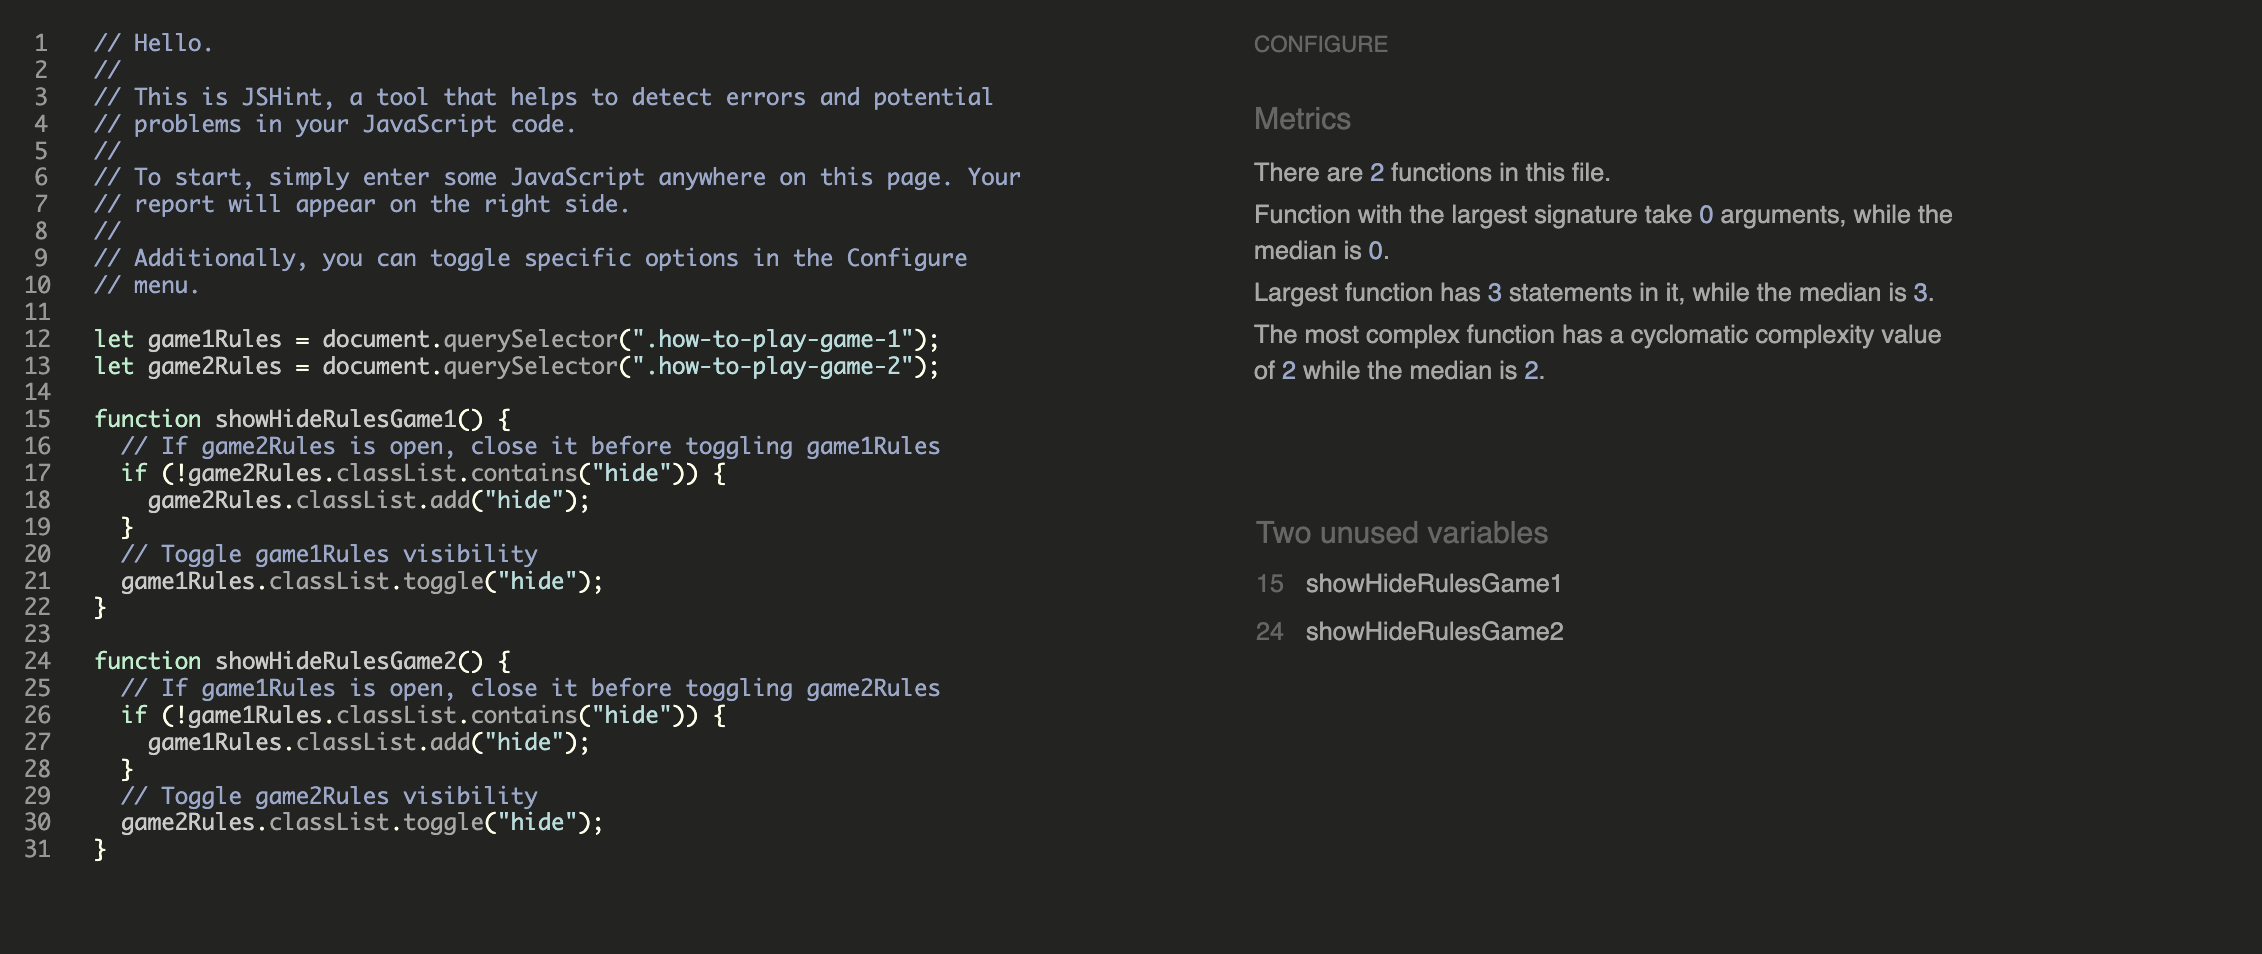 1 // Hello.
2 //
3 // This is JSHint, a tool that helps to detect errors and potential
4 // problems in your JavaScript code.
5 //
6 // To start, simply enter some JavaScript anywhere on this page. Your
7 // report will appear on the right side.
8 //
9 // Additionally, you can toggle specific options in the Configure
10 // menu.
11
12 let game1Rules = document.querySelector(".how-to-play-game-1");
13 let game2Rules = document.querySelector(".how-to-play-game-2");
14
15 function showHideRulesGame1() {
16   // If game2Rules is open, close it before toggling game1Rules
17   if (!game2Rules.classList.contains("hide")) {
18     game2Rules.classList.add("hide");
19   }
20   // Toggle game1Rules visibility
21   game1Rules.classList.toggle("hide");
22 }
23
24 function showHideRulesGame2() {
25   // If game1Rules is open, close it before toggling game2Rules
26   if (!game1Rules.classList.contains("hide")) {
27     game1Rules.classList.add("hide");
28   }
29   // Toggle game2Rules visibility
30   game2Rules.classList.toggle("hide");
31 }
CONFIGURE
Metrics
There are 2 functions in this file.
Function with the largest signature take 0 arguments, while the
median is 0.
Largest function has 3 statements in it, while the median is 3.
The most complex function has a cyclomatic complexity value
of 2 while the median is 2.
Two unused variables
15 showHideRulesGame1
24 showHideRulesGame2